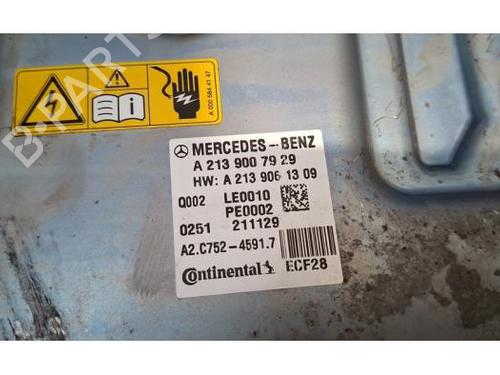 B-PARTS
A 000 584 41 47
MERCEDES-BENZ
A 213 900 79 29
HW: A 213 906 13 09
Q002 LE0010
PE0002
0251 211129
A2.C752-4591.7
Continental ECF28